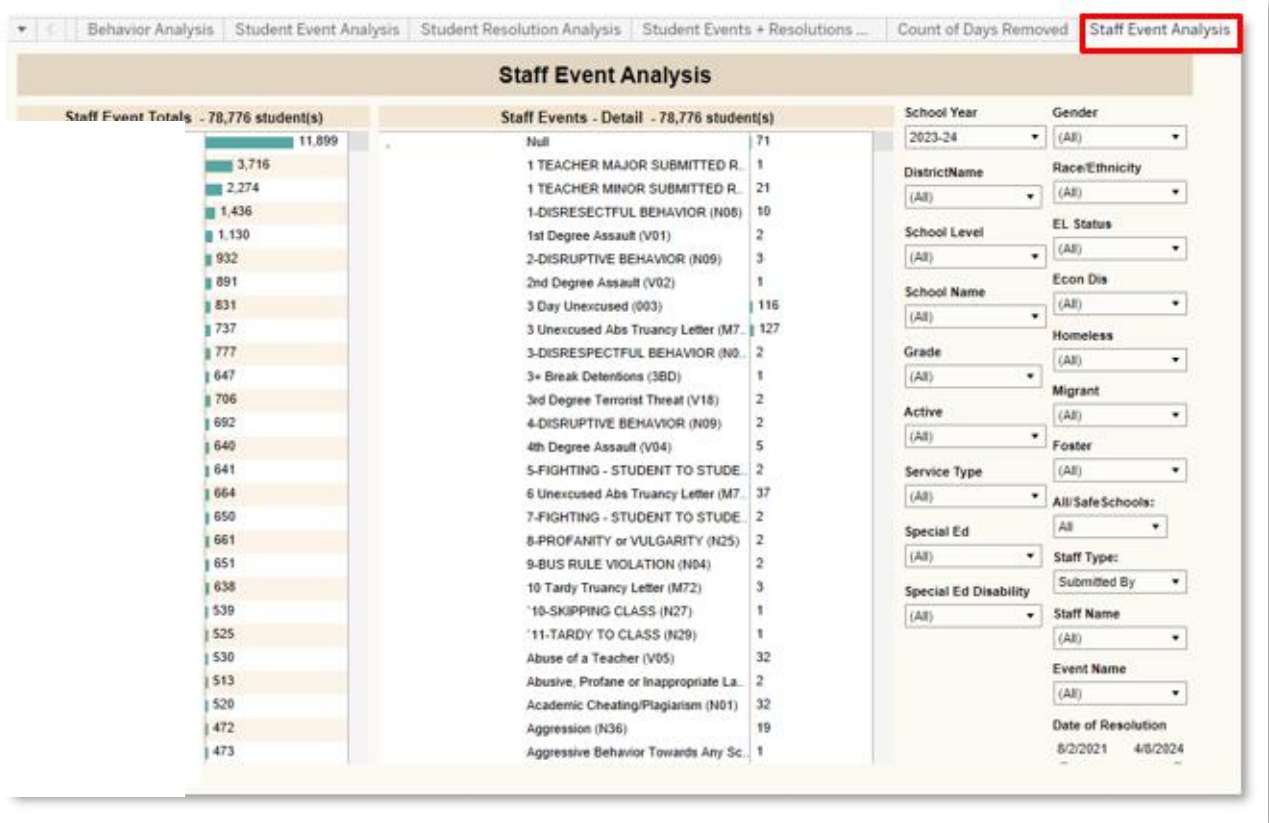 Behavior Analysis
Student Event Analysis
Student Resolution Analysis
Student Events + Resolutions ...
Count of Days Removed
Staff Event Analysis
Staff Event Analysis
Staff Event Totals - 78,776 student(s)
11,899
3,716
2,274
1,436
1,130
932
891
831
737
777
647
706
692
640
641
664
650
661
651
638
539
525
530
513
520
472
473
Staff Events - Detail - 78,776 student(s)
Null 71
1 TEACHER MAJOR SUBMITTED R.. 1
1 TEACHER MINOR SUBMITTED R.. 21
1-DISRESECTFUL BEHAVIOR (N08) 10
1st Degree Assault (V01) 2
2-DISRUPTIVE BEHAVIOR (N09) 3
2nd Degree Assault (V02) 1
3 Day Unexcused (003) 116
3 Unexcused Abs Truancy Letter (M7.. 127
3-DISRESPECTFUL BEHAVIOR (N0.. 2
3+ Break Detentions (3BD) 1
3rd Degree Terrorist Threat (V18) 2
4-DISRUPTIVE BEHAVIOR (N09) 2
4th Degree Assault (V04) 5
5-FIGHTING - STUDENT TO STUDE.. 2
6 Unexcused Abs Truancy Letter (M7.. 37
7-FIGHTING - STUDENT TO STUDE.. 2
8-PROFANITY or VULGARITY (N25) 2
9-BUS RULE VIOLATION (N04) 2
10 Tardy Truancy Letter (M72) 3
`10-SKIPPING CLASS (N27) 1
`11-TARDY TO CLASS (N29) 1
Abuse of a Teacher (V05) 32
Abusive, Profane or Inappropriate La.. 2
Academic Cheating/Plagiarism (N01) 32
Aggression (N36) 19
Aggressive Behavior Towards Any Sc.. 1
School Year
2023-24
DistrictName
(All)
School Level
(All)
School Name
(All)
Grade
(All)
Active
(All)
Service Type
(All)
Special Ed
(All)
Special Ed Disability
(All)
Gender
(All)
Race/Ethnicity
(All)
EL Status
(All)
Econ Dis
(All)
Homeless
(All)
Migrant
(All)
Foster
(All)
All/SafeSchools:
All
Staff Type:
Submitted By
Staff Name
(All)
Event Name
(All)
Date of Resolution
8/2/2021 4/8/2024